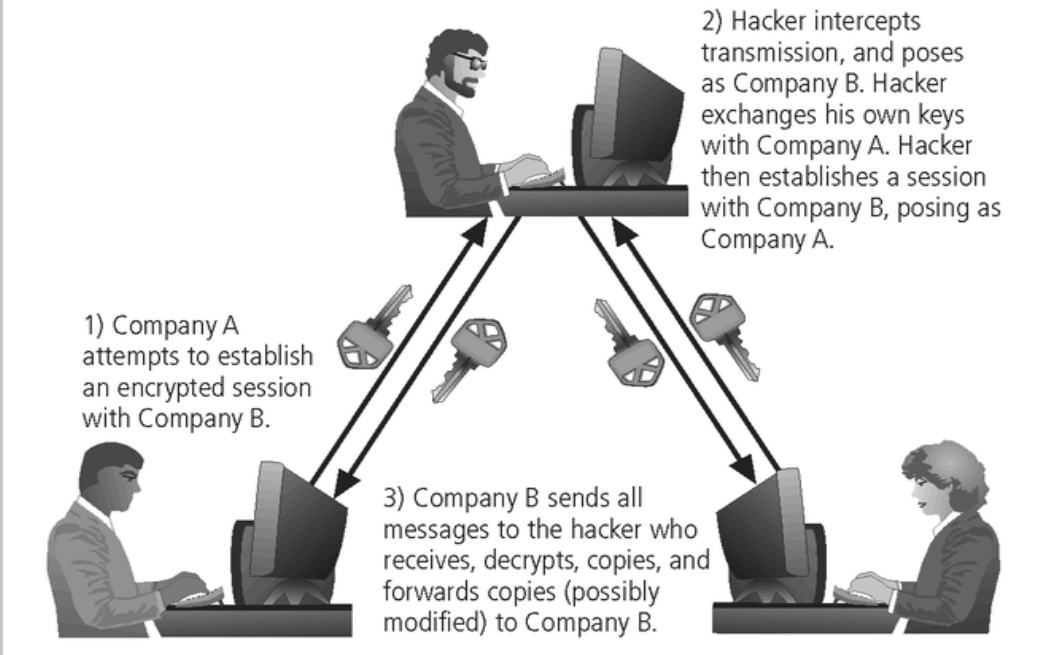 2) Hacker intercepts
transmission, and poses
as Company B. Hacker
exchanges his own keys
with Company A. Hacker
then establishes a session
with Company B, posing as
Company A.
1) Company A
attempts to establish
an encrypted session
with Company B.
3) Company B sends all
messages to the hacker who
receives, decrypts, copies, and
forwards copies (possibly
modified) to Company B.